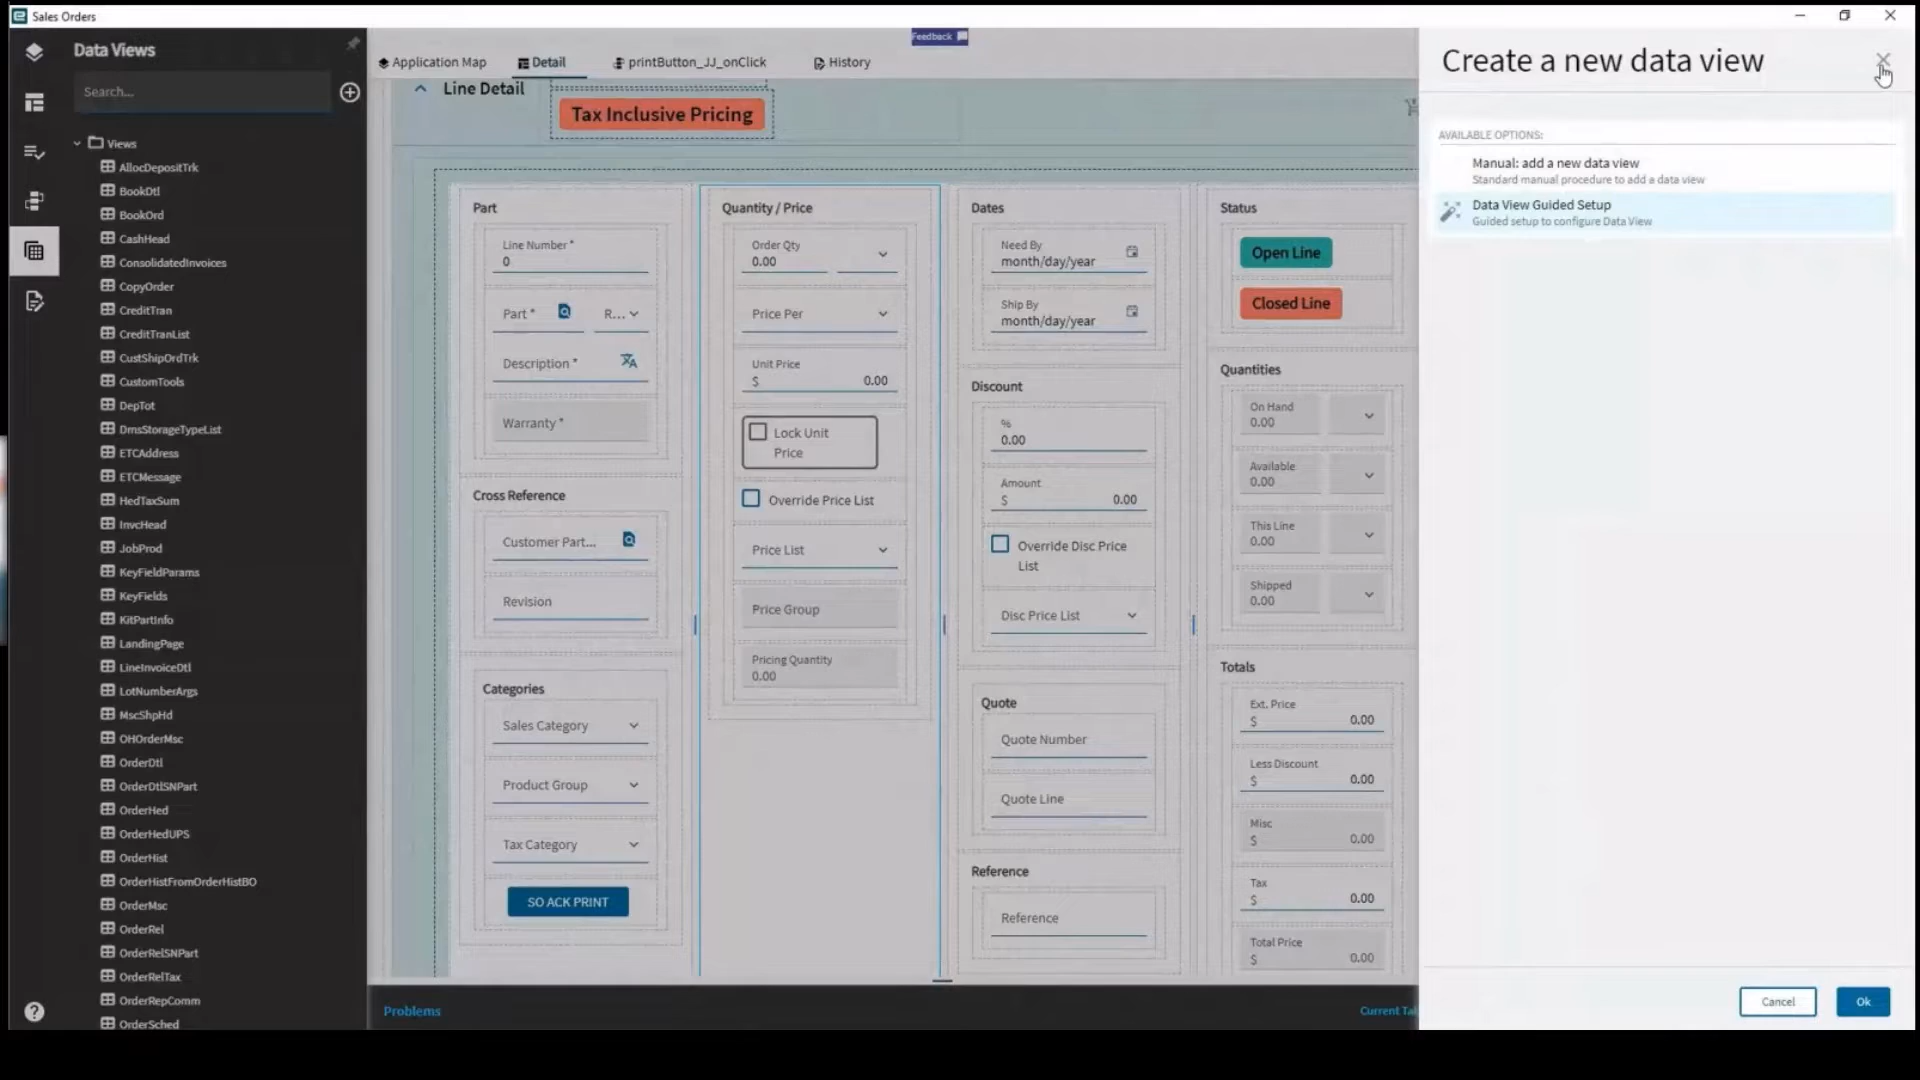 Sales Orders
Data Views
Search...
Views
AllocDepositTrk
BookDtl
BookOrd
CashHead
ConsolidatedInvoices
CopyOrder
CreditTran
CreditTranList
CustShipOrdTrk
CustomTools
DepTot
DmsStorageTypeList
ETCAddress
ETCMessage
HedTaxSum
InvcHead
JobProd
KeyFieldParams
KeyFields
KitPartInfo
LandingPage
LineInvoiceDtl
LotNumberArgs
MscShpHd
OHOrderMsc
OrderDtl
OrderDtlSNPart
OrderHed
OrderHedUPS
OrderHist
OrderHistFromOrderHistBO
OrderMsc
OrderRel
OrderRelSNPart
OrderRelTax
OrderRepComm
OrderSched
Feedback
Application Map
Detail
printButton_JJ_onClick
History
Line Detail
Tax Inclusive Pricing
Part
Line Number *
0
Part * R...
Description *
Warranty *
Cross Reference
Customer Part...
Revision
Categories
Sales Category
Product Group
Tax Category
SO ACK PRINT
Quantity / Price
Order Qty
0.00
Price Per
Unit Price
$ 0.00
Lock Unit
Price
Override Price List
Price List
Price Group
Pricing Quantity
0.00
Dates
Need By
month/day/year
Ship By
month/day/year
Discount
%
0.00
Amount
$ 0.00
Override Disc Price
List
Disc Price List
Quote
Quote Number
Quote Line
Reference
Reference
Status
Open Line
Closed Line
Quantities
On Hand
0.00
Available
0.00
This Line
0.00
Shipped
0.00
Totals
Ext. Price
$ 0.00
Less Discount
$ 0.00
Misc
$ 0.00
Tax
$ 0.00
Total Price
$ 0.00
Problems
Current Tab
Create a new data view
AVAILABLE OPTIONS:
Manual: add a new data view
Standard manual procedure to add a data view
Data View Guided Setup
Guided setup to configure Data View
Cancel
Ok